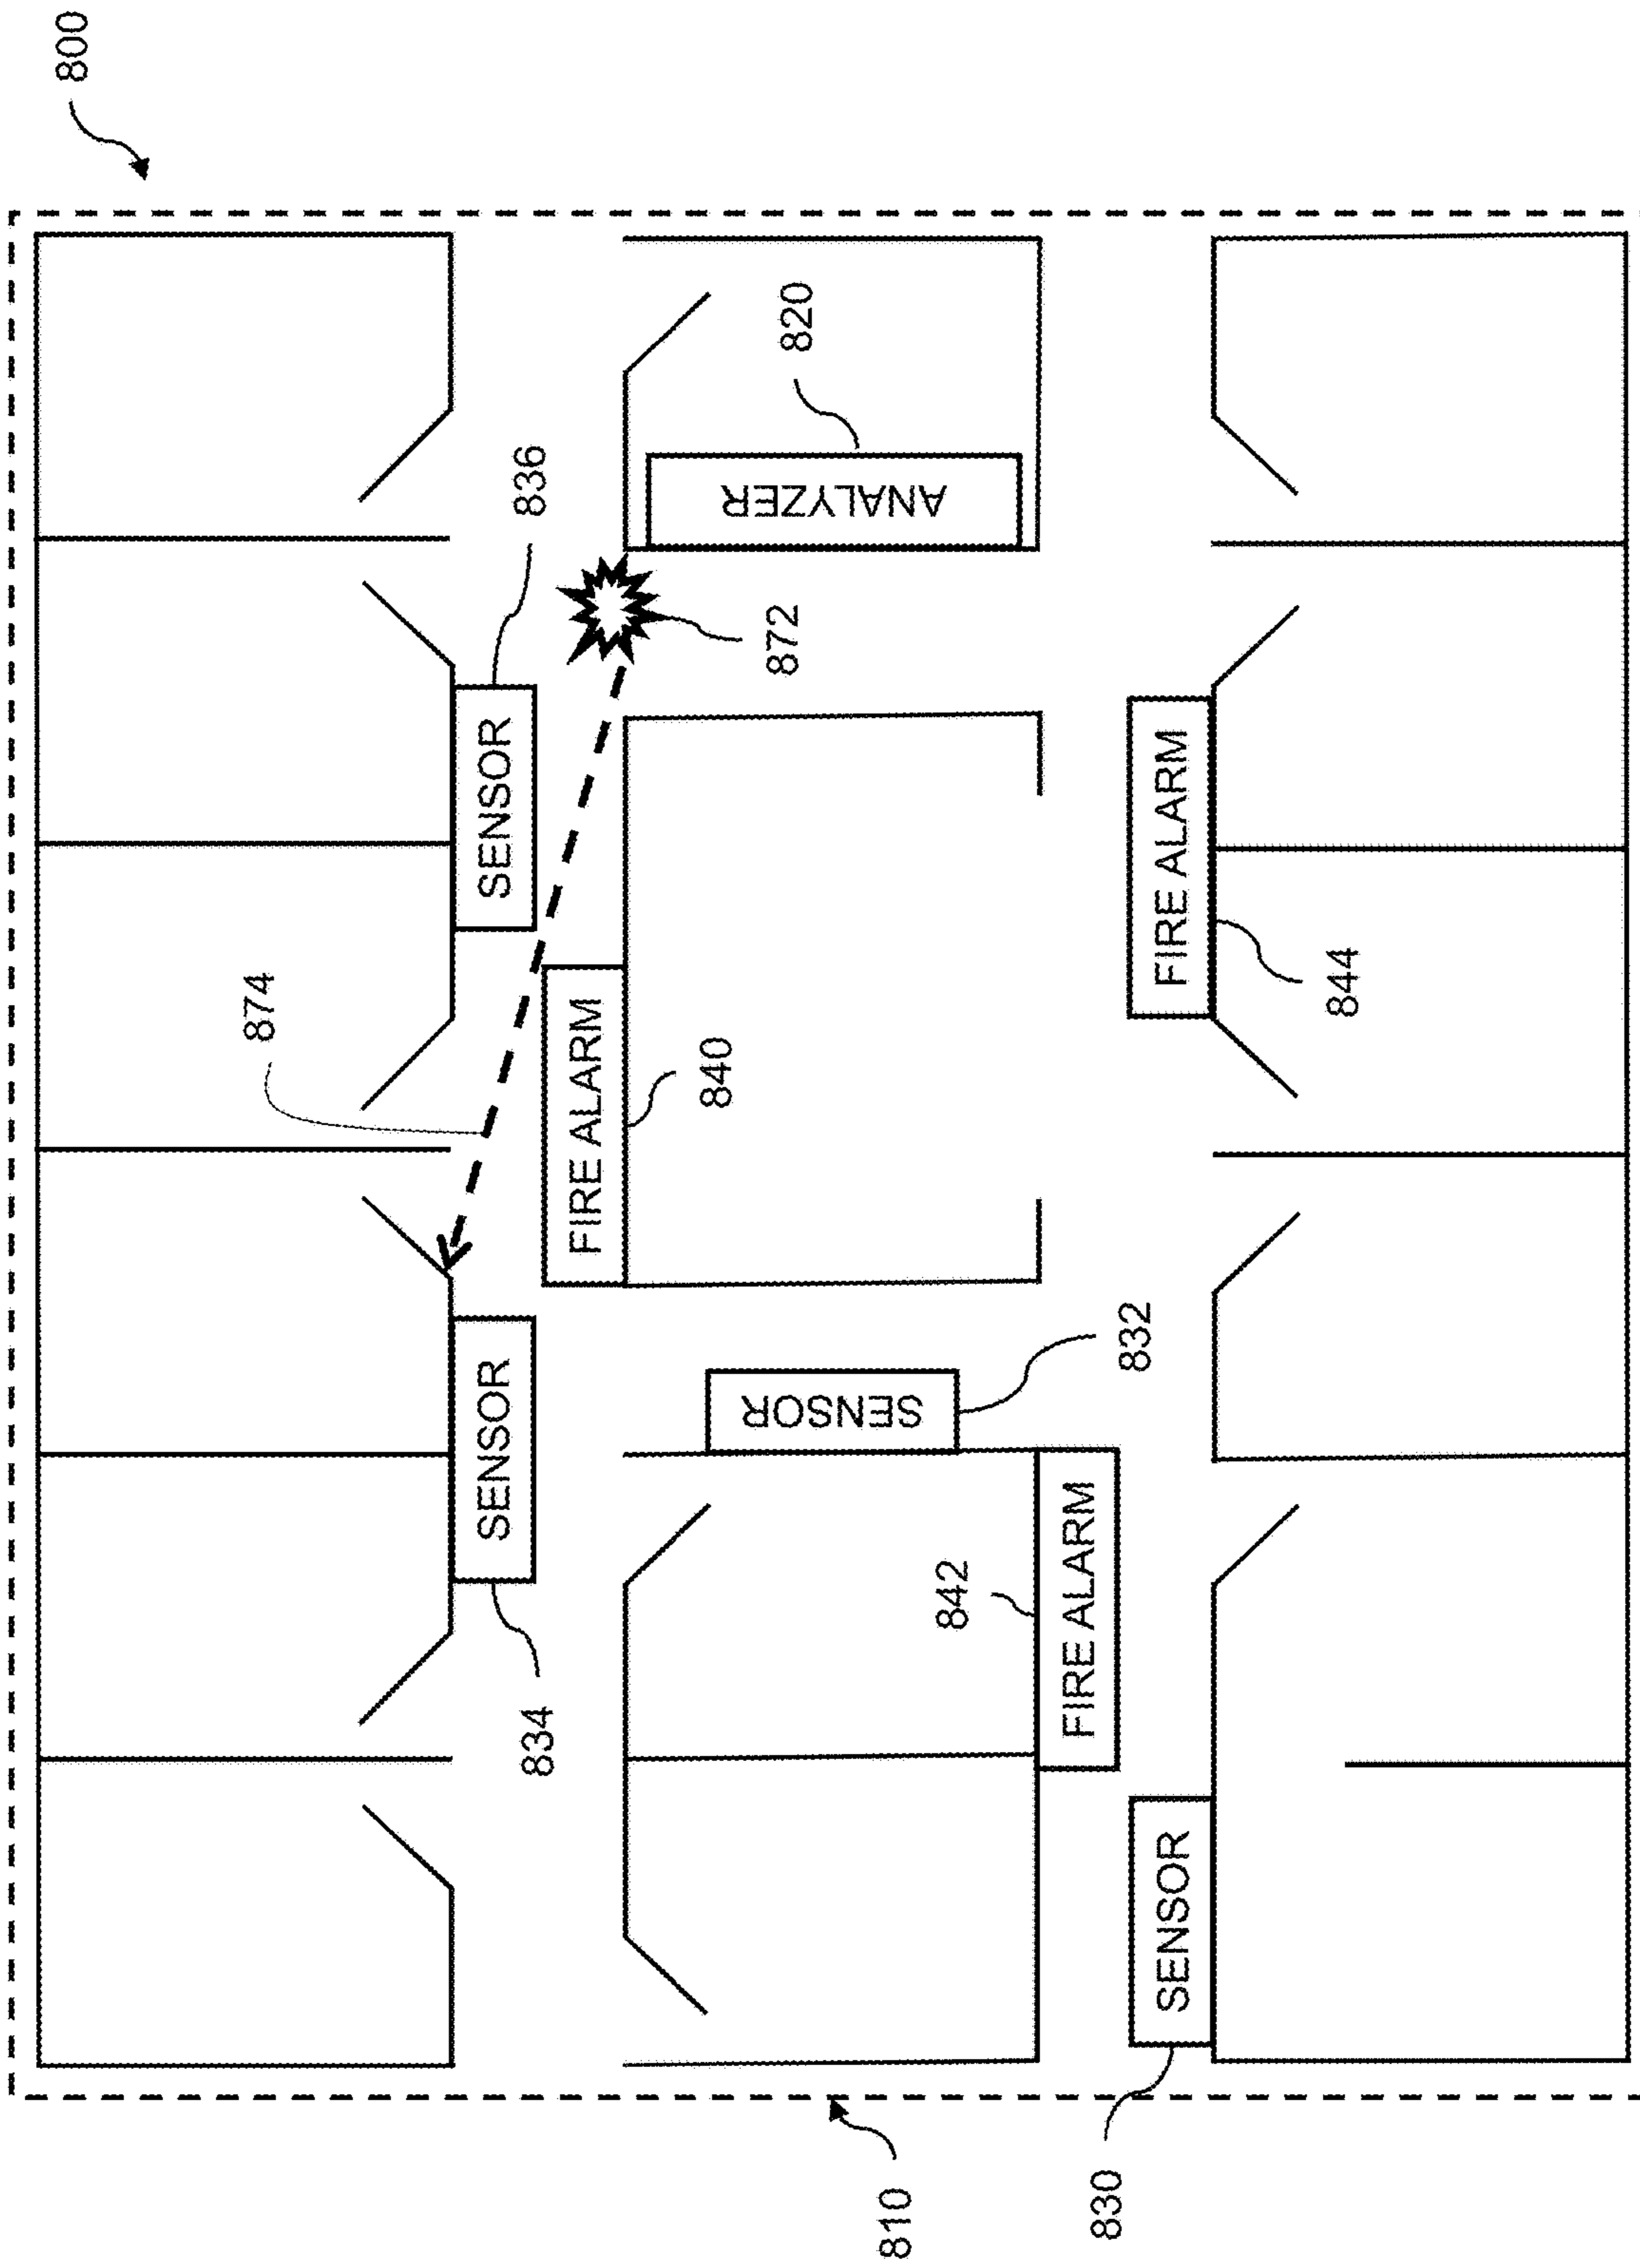 800
874
SENSOR
SENSOR
834
836
FIRE ALARM
840
872
820
SENSOR
ANALYZER
810
842
FIRE ALARM
830
832
SENSOR
FIRE ALARM
844